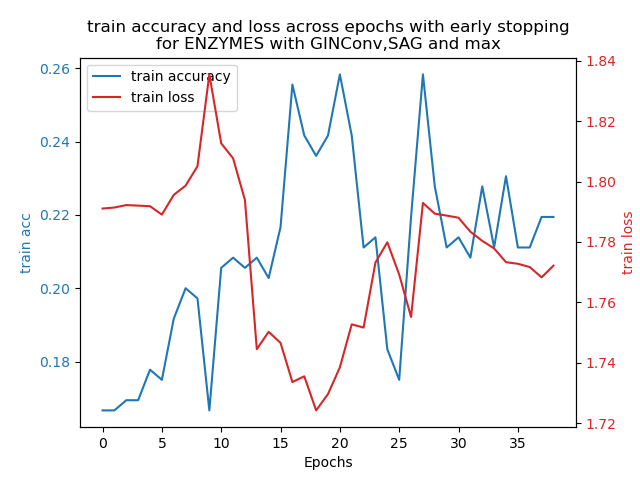 train accuracy and loss across epochs with early stopping
for ENZYMES with GINConv,SAG and max
train accuracy
train loss
0.26
0.24
0.22
0.20
0.18
train acc
1.84
1.82
1.80
1.78
1.76
1.74
1.72
train loss
0 5 10 15 20 25 30 35
Epochs